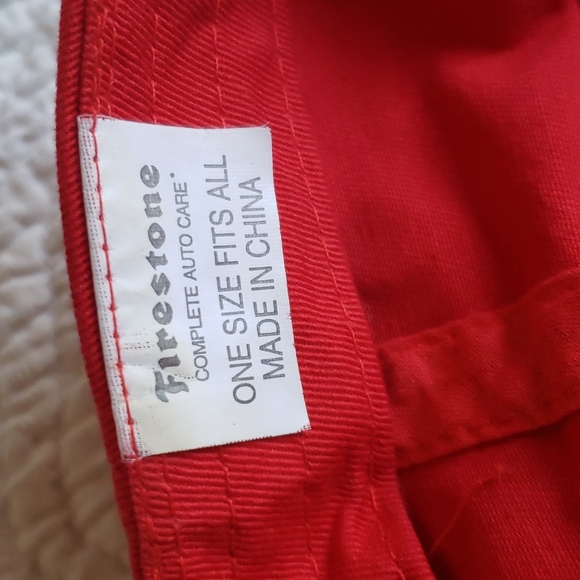 Firestone
COMPLETE AUTO CARE
ONE SIZE FITS ALL
MADE IN CHINA